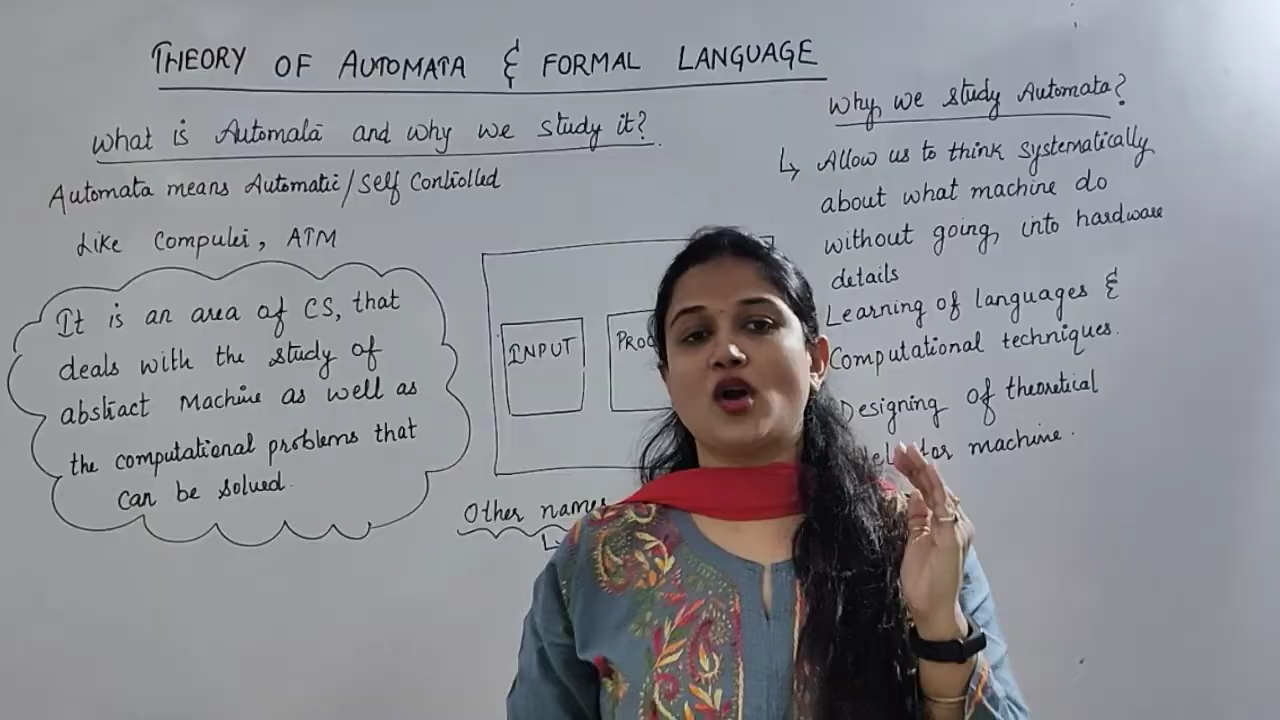 THEORY OF AUTOMATA & FORMAL LANGUAGE
What is Automata and why we study it?
Automata means Automatic/Self Controlled
Like Computer, ATM
It is an area of CS, that
deals with the study of
abstract Machine as well as
the computational problems that
can be solved.
INPUT
PROC
Other names
Why we study Automata?
↳ Allow us to think systematically
about what machine do
without going into hardware
details
Learning of languages &
Computational techniques.
Designing of theoretical
for machine.